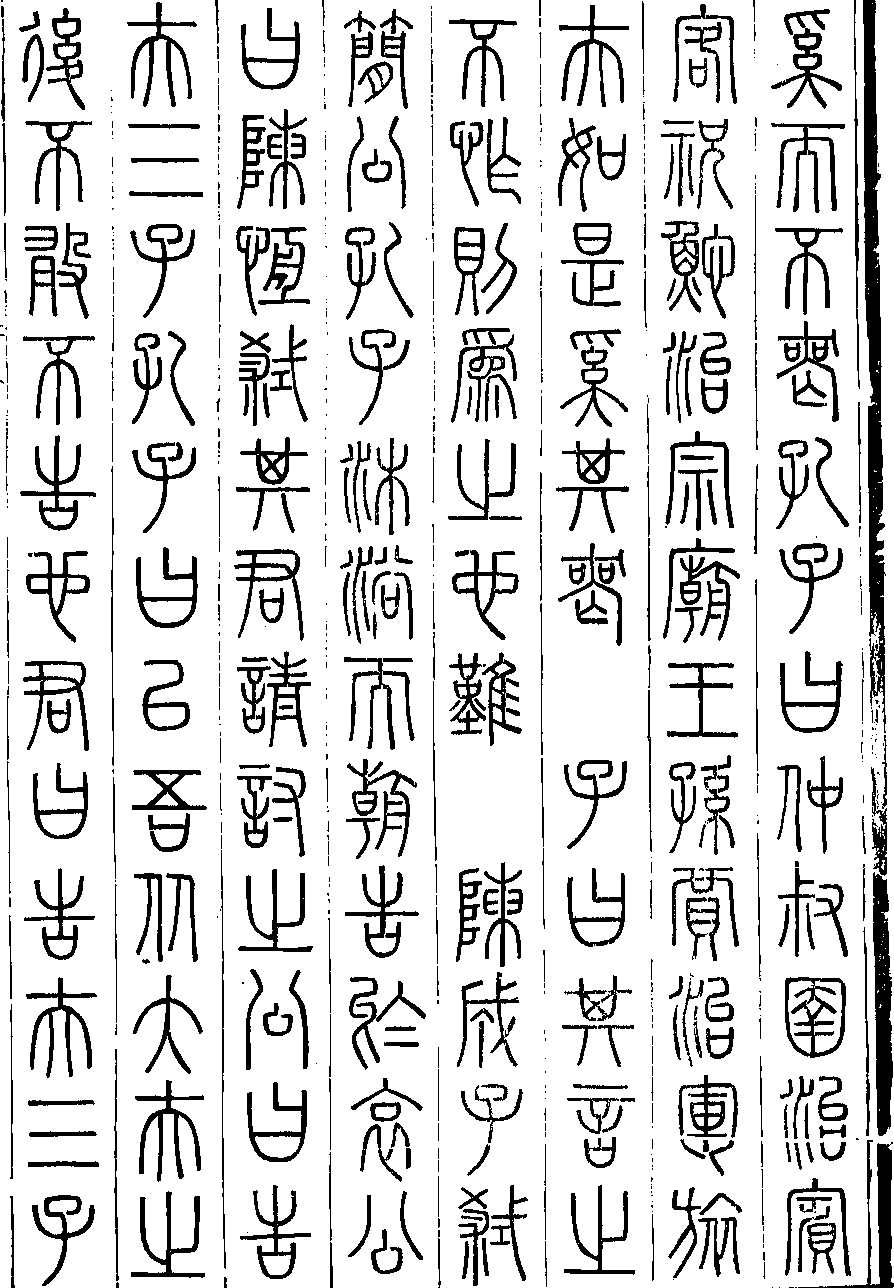 奚而不喪孔子曰仲叔圉治賓
客祝鮀治宗廟王孫賈治軍旅
夫如是奚其喪　子曰其言之
不怍則爲之也難　陳成子弑
簡公孔子沐浴而朝告於哀公
曰陳恆弑其君請討之公曰告
夫三子孔子曰以吾从大夫之
後不敢不告也君曰告夫三子